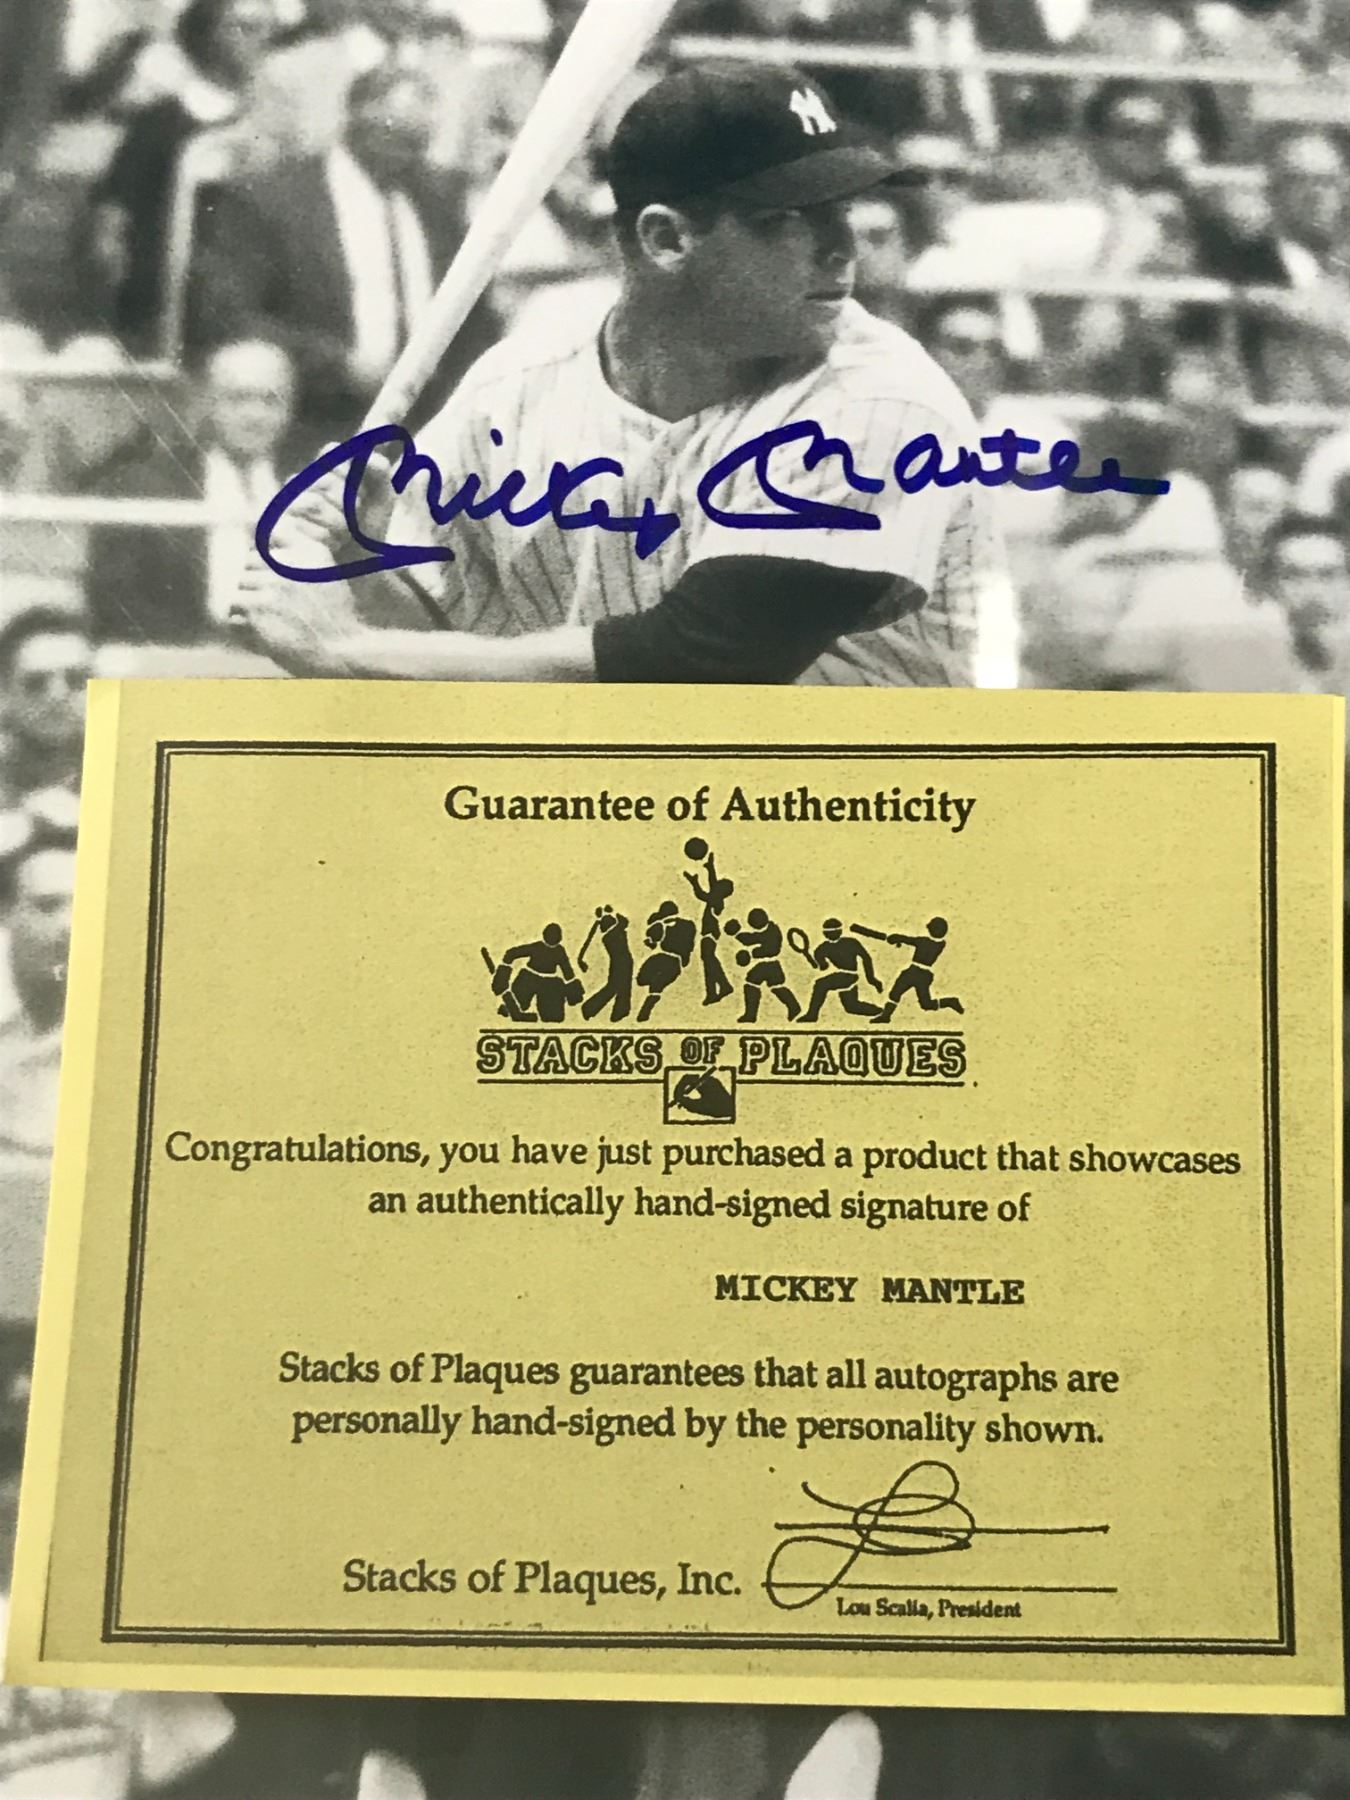 NY
Mickey Mantle
Guarantee of Authenticity
STACKS OF PLAQUES
Congratulations, you have just purchased a product that showcases
an authentically hand-signed signature of
MICKEY MANTLE
Stacks of Plaques guarantees that all autographs are
personally hand-signed by the personality shown.
Stacks of Plaques, Inc.
Lou Scalia, President